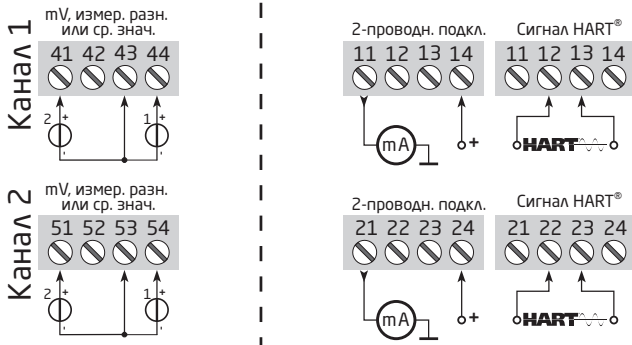 Канал 1
mV, измер. разн.
или ср. знач.
41 42 43 44
2 + -
1 + -
2-проводн. подкл.
11 12 13 14
mA
+
Сигнал HART®
11 12 13 14
HART
Канал 2
mV, измер. разн.
или ср. знач.
51 52 53 54
2 + -
1 + -
2-проводн. подкл.
21 22 23 24
mA
+
Сигнал HART®
21 22 23 24
HART